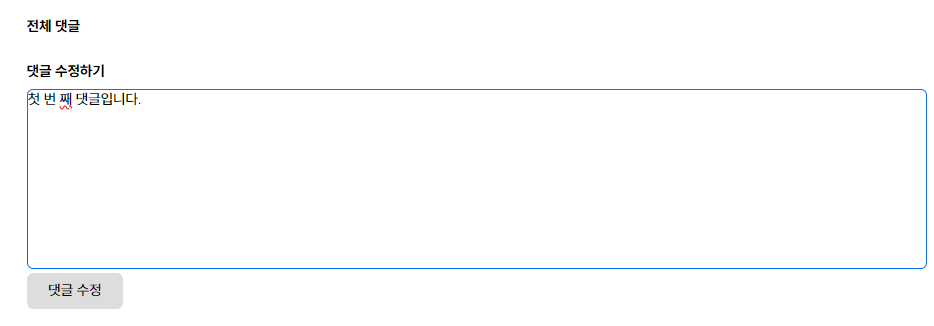 전체 댓글
댓글 수정하기
첫 번 째 댓글입니다.
댓글 수정